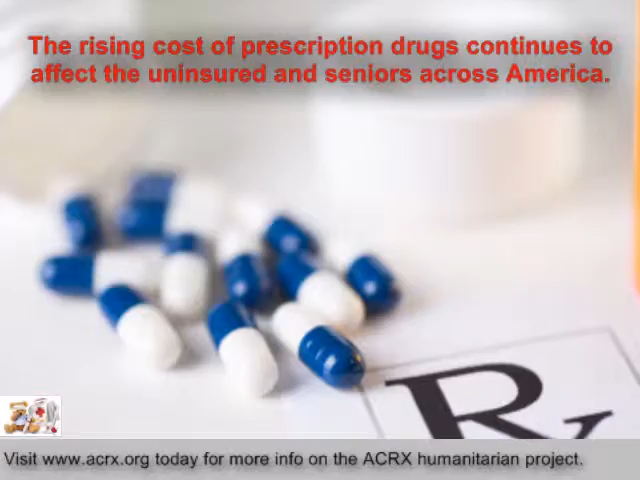 The rising cost of prescription drugs continues to
affect the uninsured and seniors across America.
R
Visit www.acrx.org today for more info on the ACRX humanitarian project.